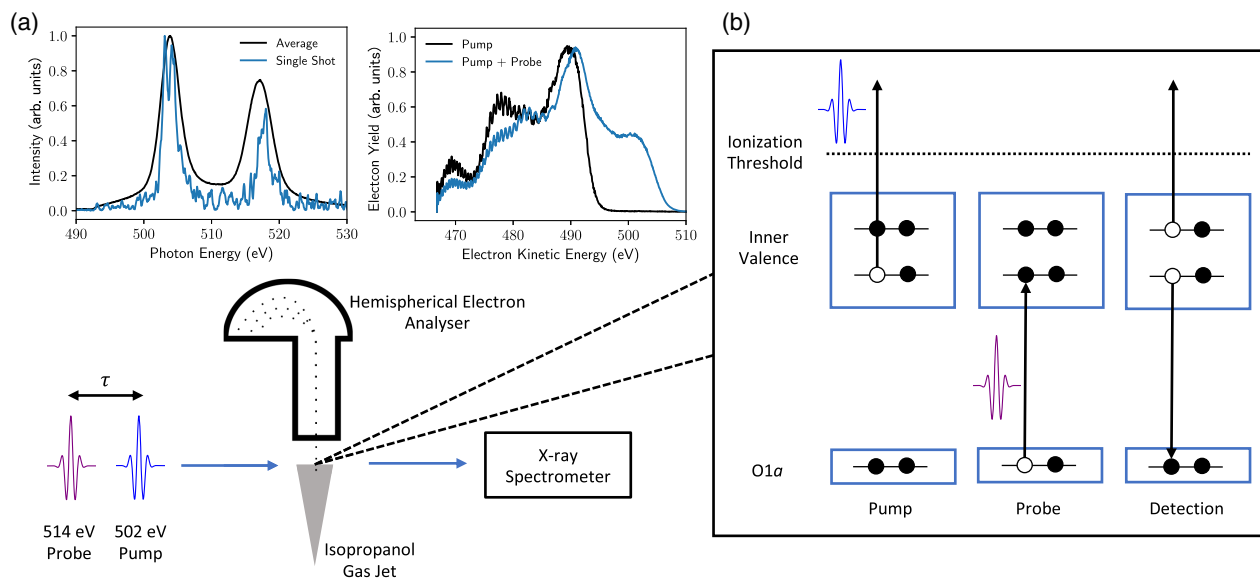 (a)
1.0
0.8
0.6
0.4
0.2
0.0
Intensity (arb. units)
Average
Single Shot
490
500
510
520
530
Photon Energy (eV)
1.0
0.8
0.6
0.4
0.2
0.0
Electron Yield (arb. units)
Pump
Pump + Probe
470
480
490
500
510
Electron Kinetic Energy (eV)
Hemispherical Electron
Analyser
τ
514 eV
Probe
502 eV
Pump
Isopropanol
Gas Jet
X-ray
Spectrometer
(b)
Ionization
Threshold
Inner
Valence
O1a
Pump
Probe
Detection